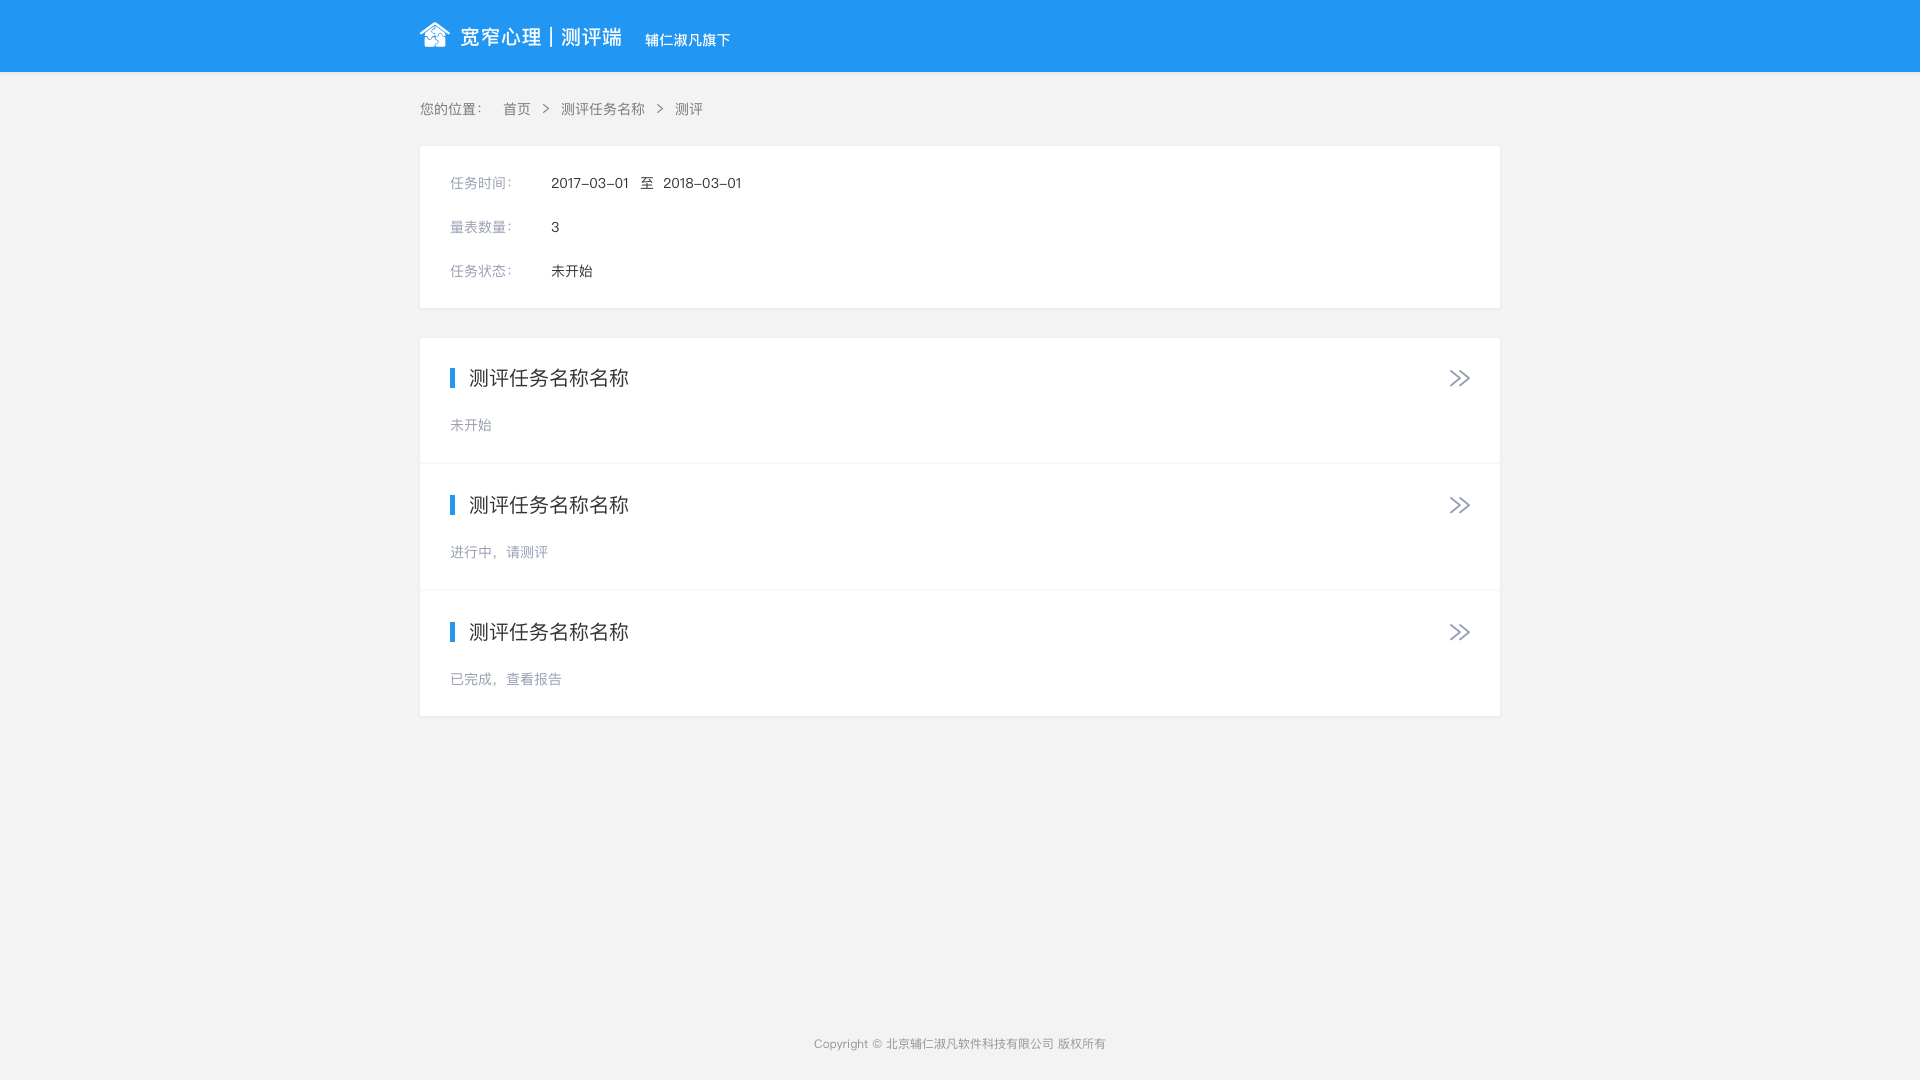 宽窄心理 | 测评端 辅仁淑凡旗下
您的位置： 首页 > 测评任务名称 > 测评
任务时间： 2017-03-01 至 2018-03-01
量表数量： 3
任务状态： 未开始
测评任务名称名称
未开始
测评任务名称名称
进行中，请测评
测评任务名称名称
已完成，查看报告
Copyright © 北京辅仁淑凡软件科技有限公司 版权所有